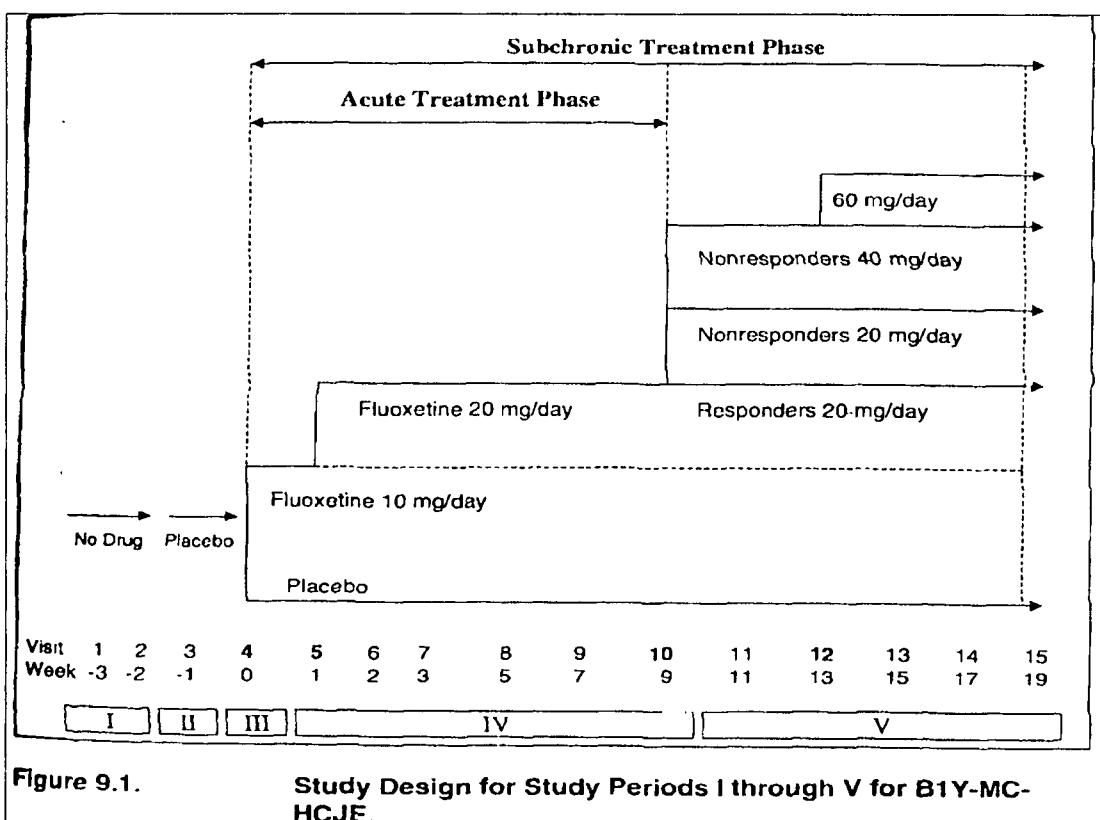 Subchronic Treatment Phase
Acute Treatment Phase
60 mg/day
Nonresponders 40 mg/day
Nonresponders 20 mg/day
Fluoxetine 20 mg/day Responders 20 mg/day
Fluoxetine 10 mg/day
No Drug Placebo
Placebo
Visit 1 2 3 4 5 6 7 8 9 10 11 12 13 14 15
Week -3 -2 -1 0 1 2 3 5 7 9 11 13 15 17 19
I II III IV V
Figure 9.1. Study Design for Study Periods I through V for B1Y-MC-
HCJE.